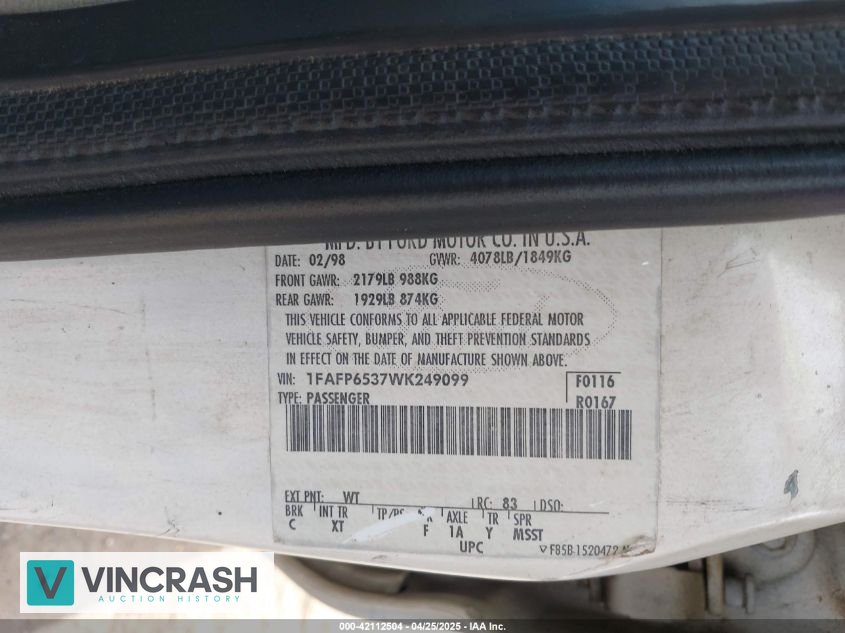 MFD. BY FORD MOTOR CO. IN U.S.A.
DATE: 02/98 GVWR: 4078LB/1849KG
FRONT GAWR: 2179LB 988KG
REAR GAWR: 1929LB 874KG
THIS VEHICLE CONFORMS TO ALL APPLICABLE FEDERAL MOTOR
VEHICLE SAFETY, BUMPER, AND THEFT PREVENTION STANDARDS
IN EFFECT ON THE DATE OF MANUFACTURE SHOWN ABOVE.
VIN: 1FAFP6537WK249099 F0116
TYPE: PASSENGER R0167
EXT PNT: WT RC: 83 DSO:
BRK INT TR TP/PS AXLE TR SPR
C XT F 1A Y MSST
UPC
V VINCRASH
AUCTION HISTORY
000-42112504 - 04/25/2025 - IAA Inc.